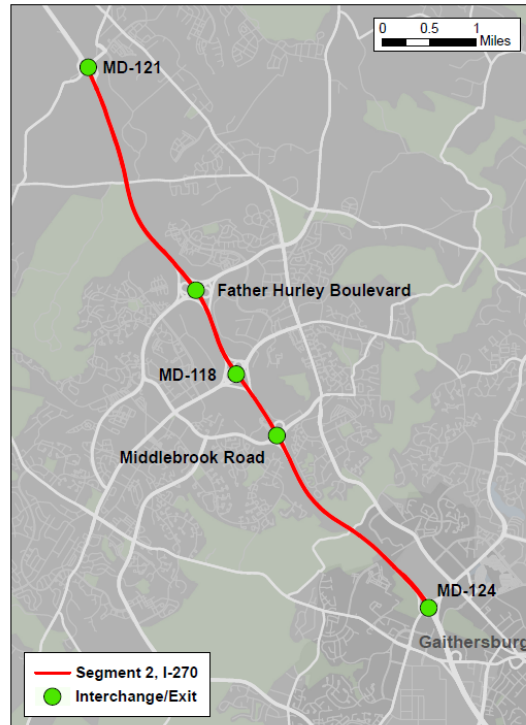 0 0.5 1
Miles
MD-121
Father Hurley Boulevard
MD-118
Middlebrook Road
MD-124
Gaithersburg
Segment 2, I-270
Interchange/Exit